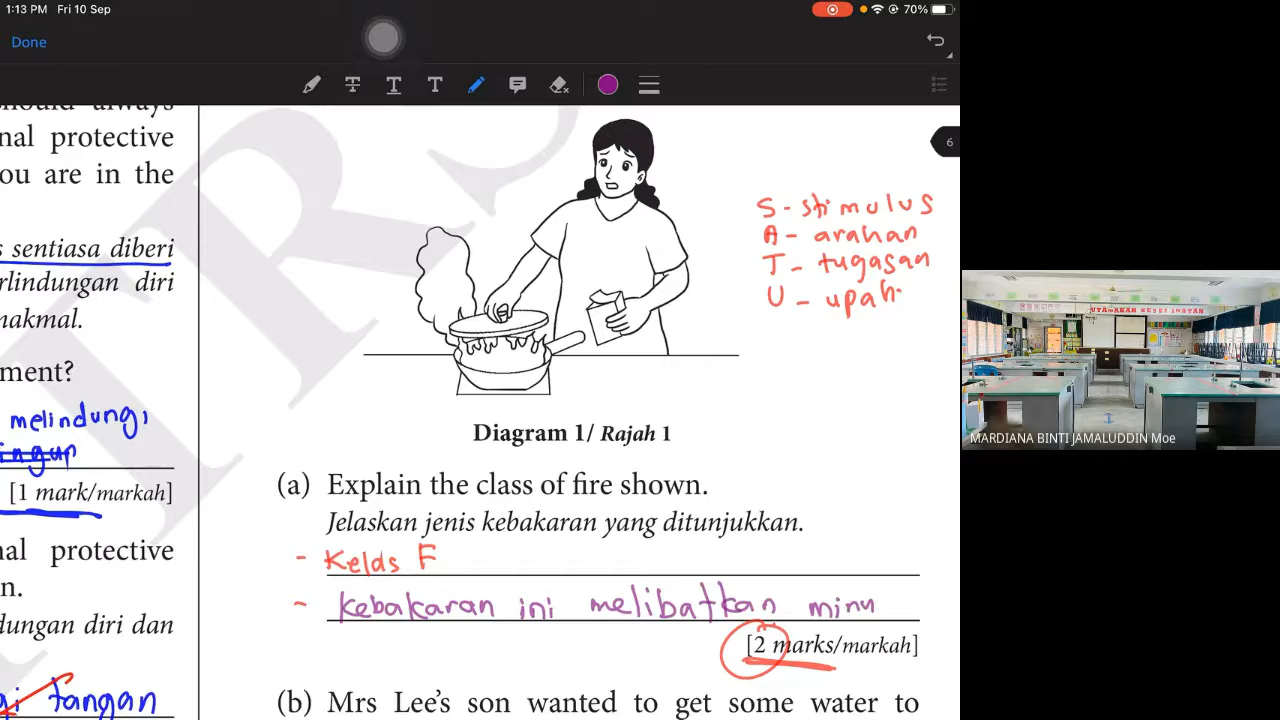 1:13 PM Fri 10 Sep
70%
Done
6
should always
nal protective
you are in the
s sentiasa diberi
rlindungan diri
makmal.
ment?
melindungi
[1 mark/markah]
nal protective
n.
dungan diri dan
tangan
S - stimulus
A - arahan
T - tugasan
U - upah
Diagram 1/ Rajah 1
(a) Explain the class of fire shown.
Jelaskan jenis kebakaran yang ditunjukkan.
- Kelas F
- kebakaran ini melibatkan minu
[2 marks/markah]
(b) Mrs Lee's son wanted to get some water to
MARDIANA BINTI JAMALUDDIN Moe